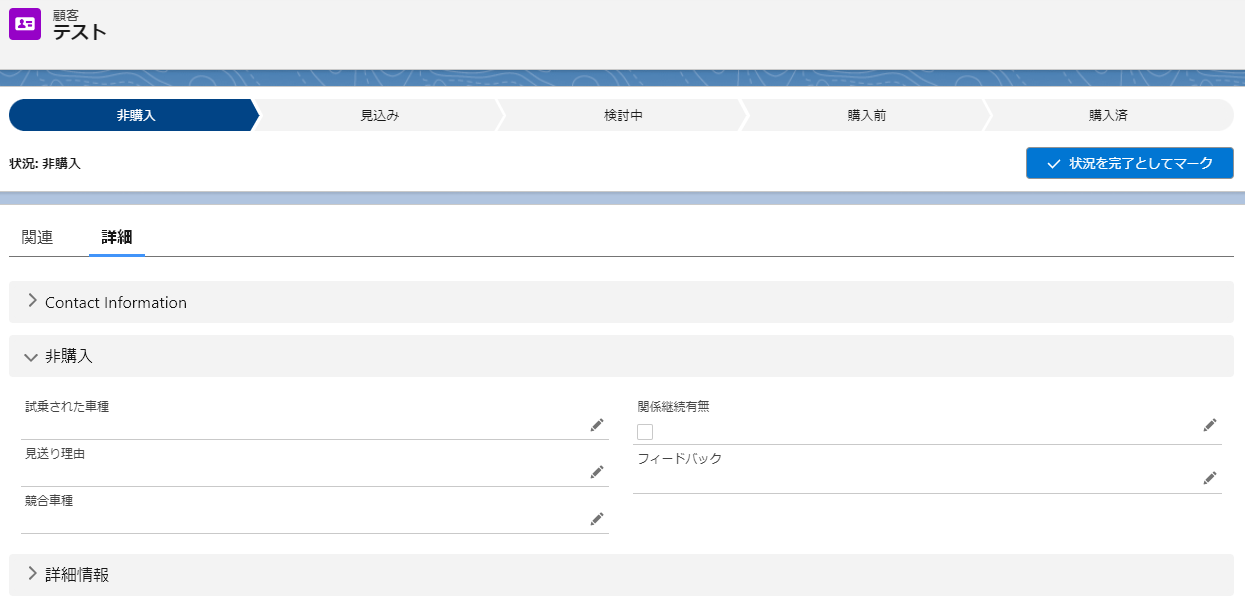 顧客
テスト
非購入
見込み
検討中
購入前
購入済
状況: 非購入
状況を完了としてマーク
関連
詳細
Contact Information
非購入
試乗された車種
関係継続有無
見送り理由
フィードバック
競合車種
詳細情報